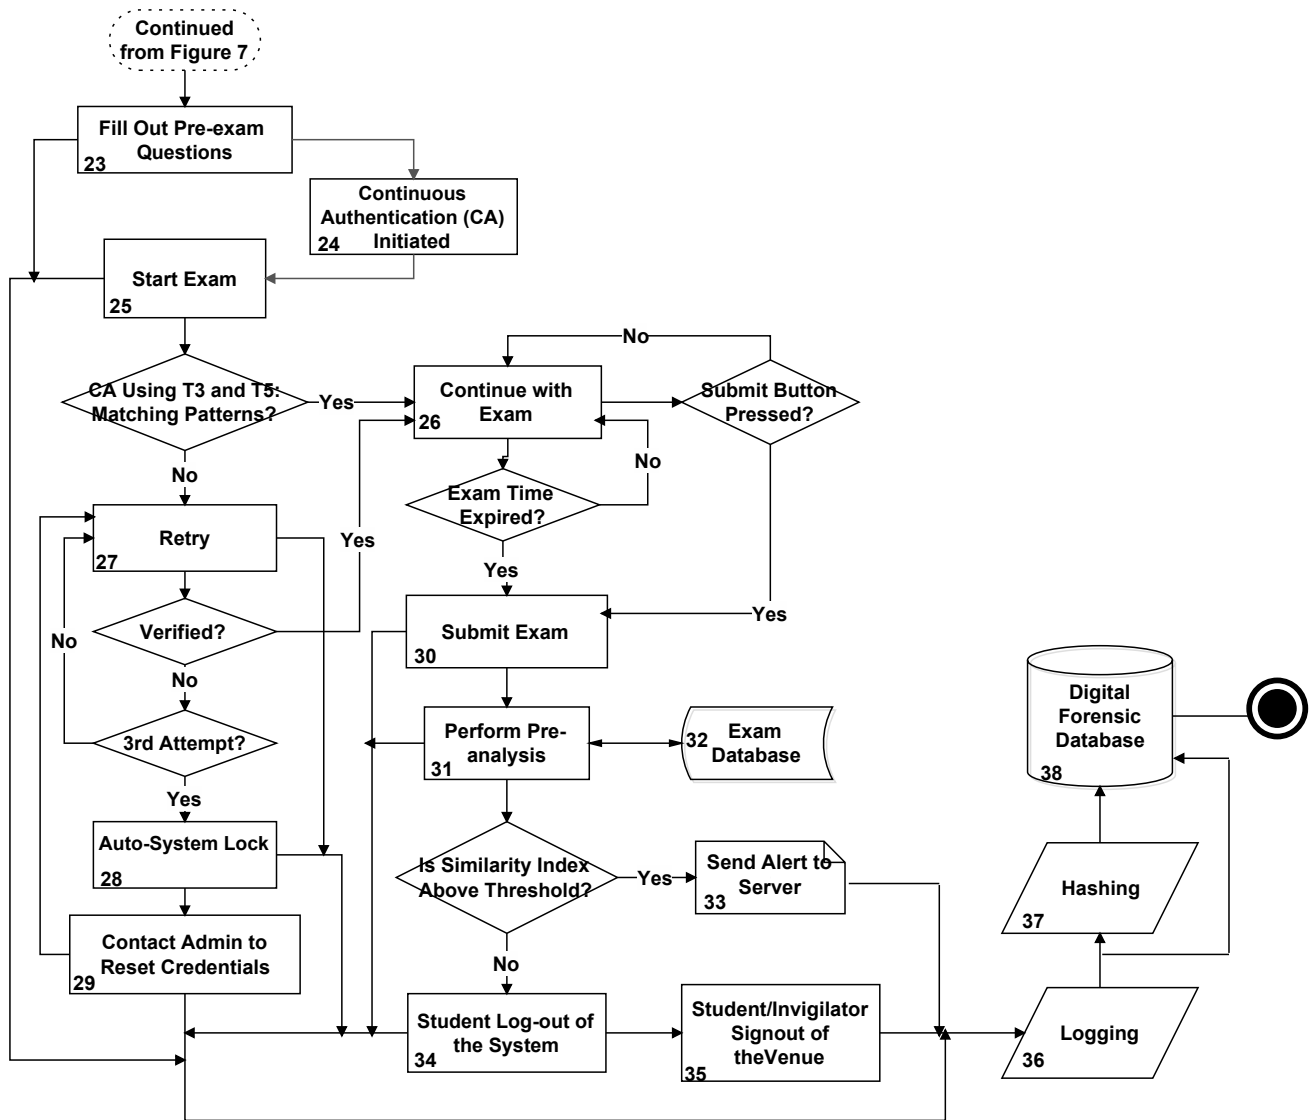 Continued
from Figure 7
Fill Out Pre-exam
Questions
23
Continuous
Authentication (CA)
Initiated
24
Start Exam
25
No
CA Using T3 and T5:
Matching Patterns?
Yes
Continue with
Exam
26
Submit Button
Pressed?
No
No
Exam Time
Expired?
Retry
27
Yes
Yes
Yes
No
Verified?
Submit Exam
30
No
3rd Attempt?
Perform Pre-
analysis
31
32
Exam
Database
Digital
Forensic
Database
38
Yes
Auto-System Lock
28
Is Similarity Index
Above Threshold?
Yes
Send Alert to
Server
33
Hashing
37
Contact Admin to
Reset Credentials
29
No
Student Log-out of
the System
34
Student/Invigilator
Signout of
theVenue
35
Logging
36